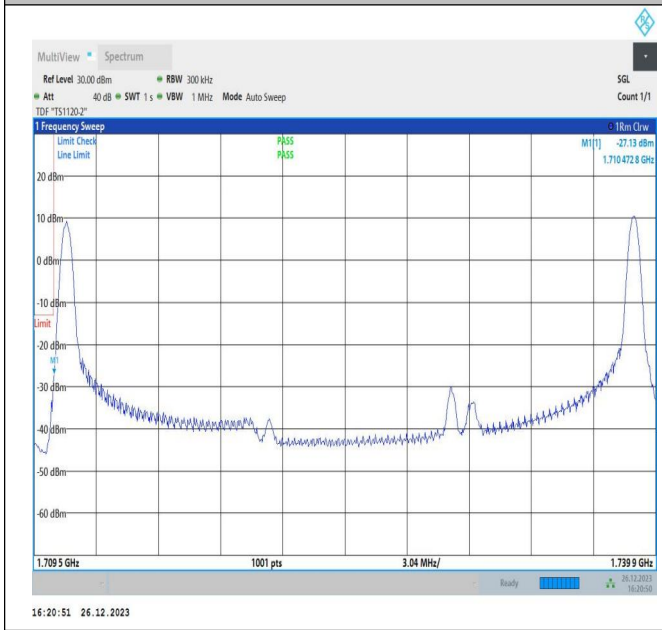 MultiView Spectrum
Ref Level 30.00 dBm RBW 300 kHz SGL
Att 40 dB SWT 1 s VBW 1 MHz Mode Auto Sweep Count 1/1
TDF "TS1120-2"
1 Frequency Sweep 1Rm Clrw
Limit Check PASS M1[1] -27.13 dBm
Line Limit PASS 1.710 472 8 GHz
20 dBm
10 dBm
0 dBm
-10 dBm
Limit
-20 dBm
M1
-30 dBm
-40 dBm
-50 dBm
-60 dBm
1.709 5 GHz 1001 pts 3.04 MHz/ 1.739 9 GHz
Ready 26.12.2023
16:20:50
16:20:51 26.12.2023